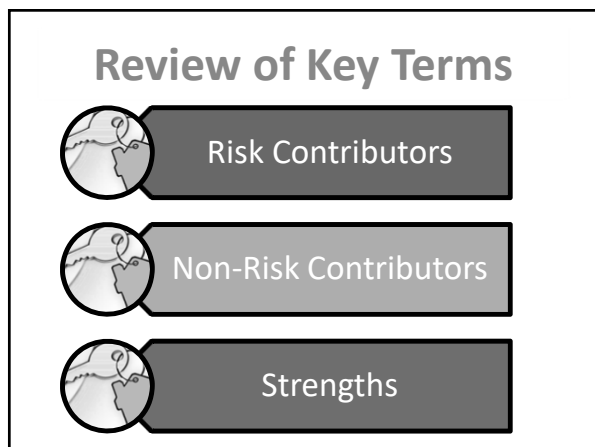 Review of Key Terms
Risk Contributors
Non-Risk Contributors
Strengths